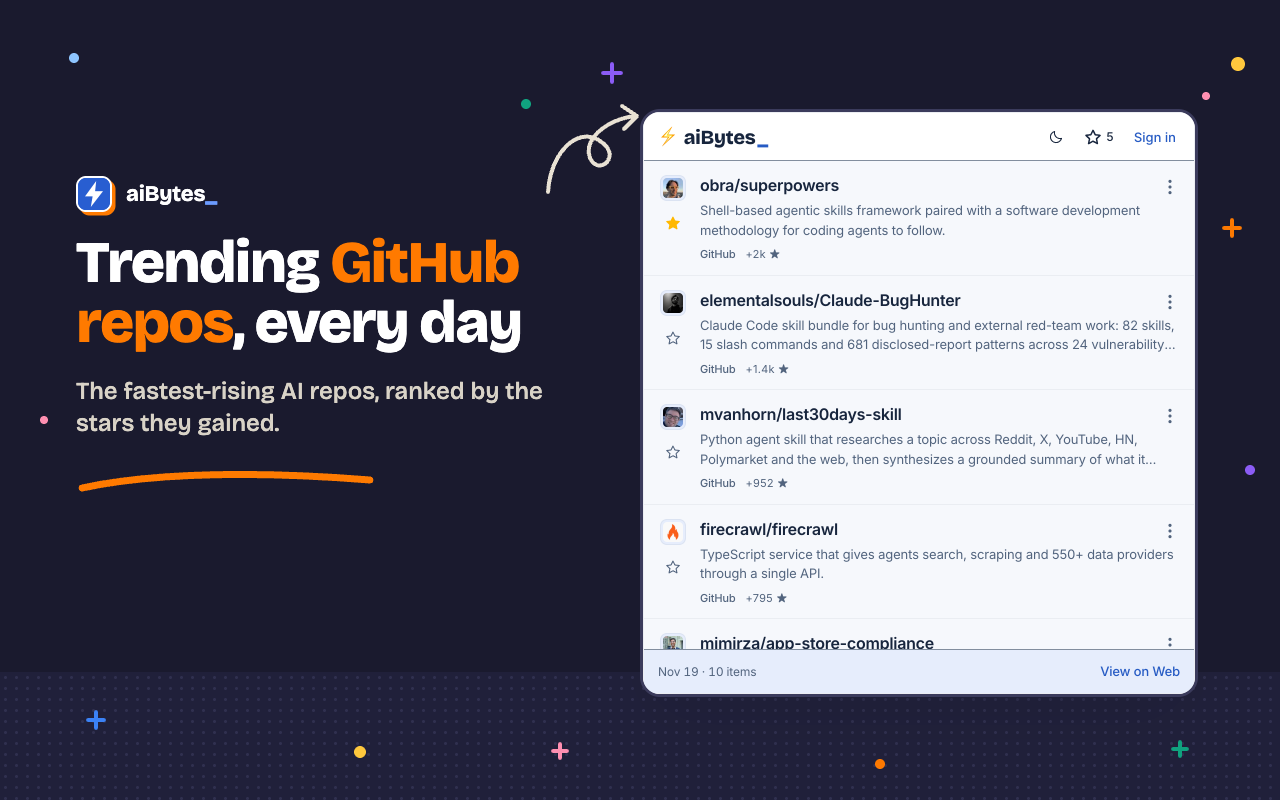 aiBytes_
Trending GitHub
repos, every day
The fastest-rising AI repos, ranked by the
stars they gained.
aiBytes_
5
Sign in
obra/superpowers
Shell-based agentic skills framework paired with a software development
methodology for coding agents to follow.
GitHub +2k ★
elementalsouls/Claude-BugHunter
Claude Code skill bundle for bug hunting and external red-team work: 82 skills,
15 slash commands and 681 disclosed-report patterns across 24 vulnerability...
GitHub +1.4k ★
mvanhorn/last30days-skill
Python agent skill that researches a topic across Reddit, X, YouTube, HN,
Polymarket and the web, then synthesizes a grounded summary of what it...
GitHub +952 ★
firecrawl/firecrawl
TypeScript service that gives agents search, scraping and 550+ data providers
through a single API.
GitHub +795 ★
mimirza/app-store-compliance
Nov 19 · 10 items
View on Web